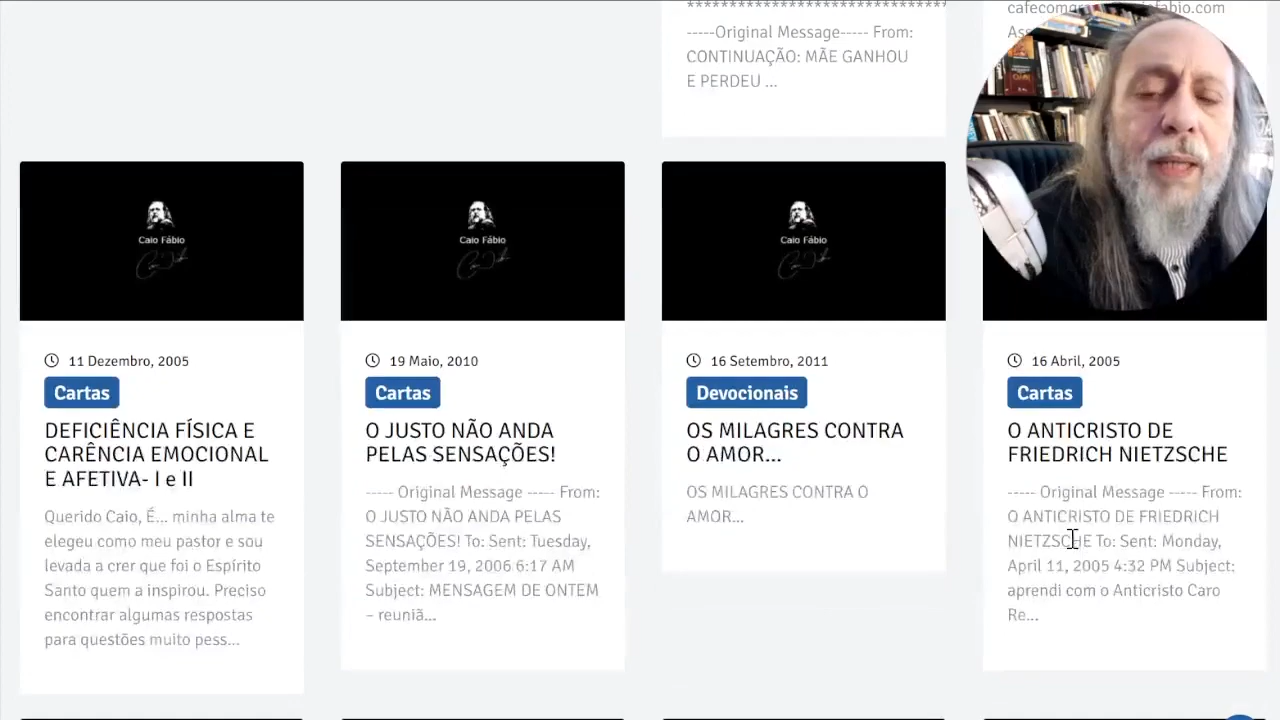 *****************************************
-----Original Message----- From:
CONTINUAÇÃO: MÃE GANHOU
E PERDEU ...
Caio Fábio
11 Dezembro, 2005
Cartas
DEFICIÊNCIA FÍSICA E
CARÊNCIA EMOCIONAL
E AFETIVA- I e II
Querido Caio, É... minha alma te
elegeu como meu pastor e sou
levada a crer que foi o Espírito
Santo quem a inspirou. Preciso
encontrar algumas respostas
para questões muito pess...
Caio Fábio
19 Maio, 2010
Cartas
O JUSTO NÃO ANDA
PELAS SENSAÇÕES!
----- Original Message ----- From:
O JUSTO NÃO ANDA PELAS
SENSAÇÕES! To: Sent: Tuesday,
September 19, 2006 6:17 AM
Subject: MENSAGEM DE ONTEM
– reuniã...
Caio Fábio
16 Setembro, 2011
Devocionais
OS MILAGRES CONTRA
O AMOR...
OS MILAGRES CONTRA O
AMOR...
16 Abril, 2005
Cartas
O ANTICRISTO DE
FRIEDRICH NIETZSCHE
----- Original Message ----- From:
O ANTICRISTO DE FRIEDRICH
NIETZSCHE To: Sent: Monday,
April 11, 2005 4:32 PM Subject:
aprendi com o Anticristo Caro
Re...